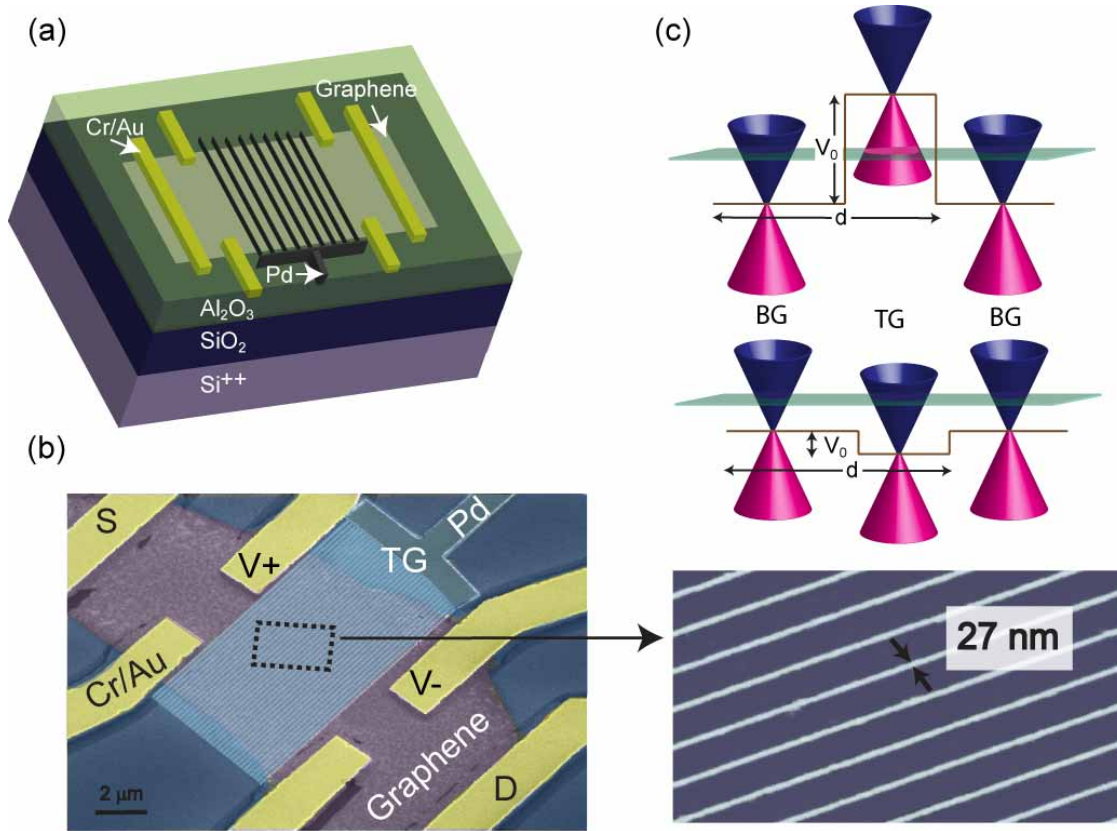 (a)
Cr/Au
Graphene
Pd
Al₂O₃
SiO₂
Si⁺⁺
(c)
V₀
d
BG
TG
BG
V₀
d
(b)
S
V+
TG
Pd
Cr/Au
V-
Graphene
D
2 μm
27 nm